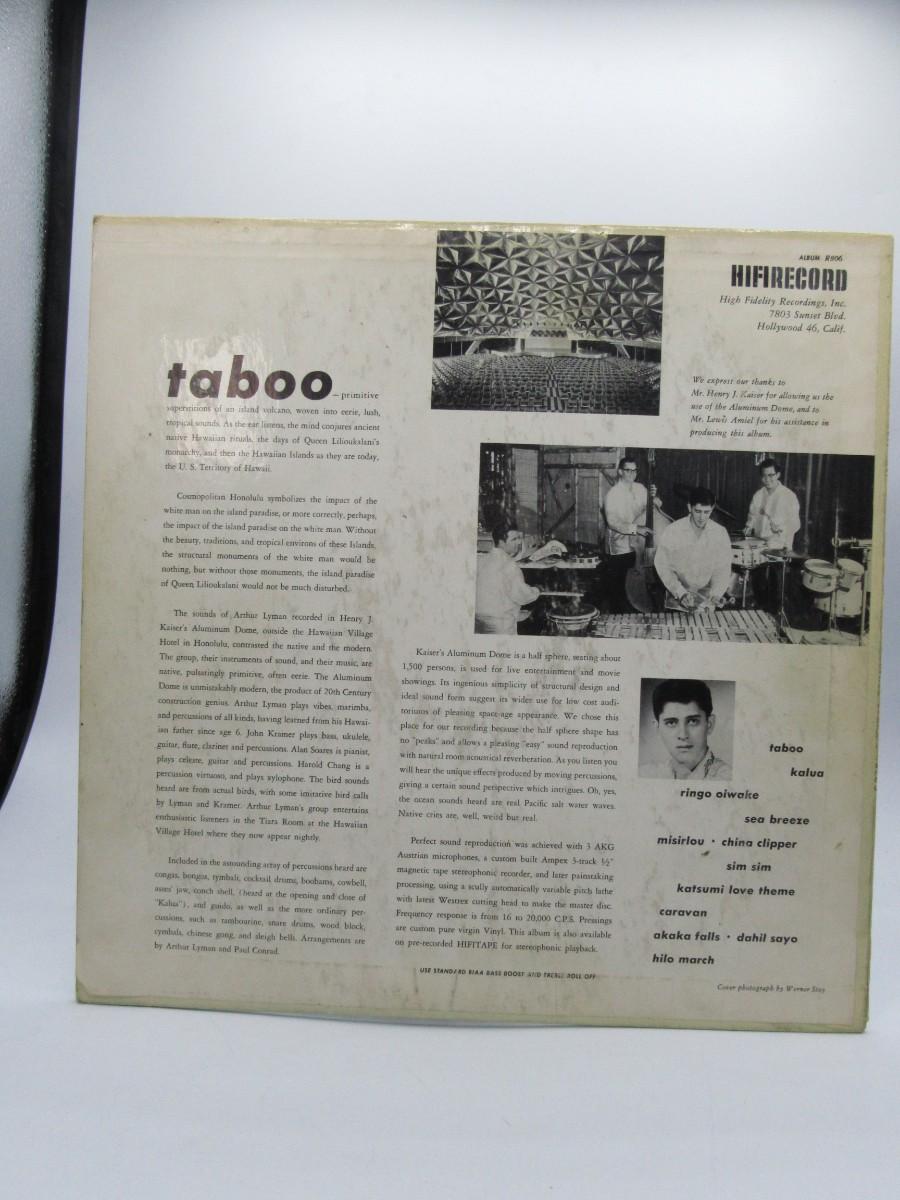 ALBUM R806
HIFIRECORD
High Fidelity Recordings, Inc.
7803 Sunset Blvd.
Hollywood 46, Calif.
We express our thanks to
Mr. Henry J. Kaiser for allowing us the
use of the Aluminum Dome, and to
Mr. Lewis Amiel for his assistance in
producing this album.
taboo – primitive
superstitions of an island volcano, woven into eerie, lush,
tropical sounds. As the ear listens, the mind conjures ancient
native Hawaiian rituals, the days of Queen Lilioukalani's
monarchy, and then the Hawaiian Islands as they are today,
the U. S. Territory of Hawaii.
Cosmopolitan Honolulu symbolizes the impact of the
white man on the island paradise, or more correctly, perhaps,
the impact of the island paradise on the white man. Without
the beauty, traditions, and tropical environs of these Islands,
the structural monuments of the white man would be
nothing, but without those monuments, the island paradise
of Queen Lilioukalani would not be much disturbed.
The sounds of Arthur Lyman recorded in Henry J.
Kaiser's Aluminum Dome, outside the Hawaiian Village
Hotel in Honolulu, contrasted the native and the modern.
The group, their instruments of sound, and their music, are
native, pulsatingly primitive, often eerie. The Aluminum
Dome is unmistakably modern, the product of 20th Century
construction genius. Arthur Lyman plays vibes, marimba,
and percussions of all kinds, having learned from his Hawai-
ian father since age 6. John Kramer plays bass, ukulele,
guitar, flute, clarinet and percussions. Alan Soares is pianist,
plays celeste, guitar and percussions. Harold Chang is a
percussion virtuoso, and plays xylophone. The bird sounds
heard are from actual birds, with some imitative bird calls
by Lyman and Kramer. Arthur Lyman's group entertains
enthusiastic listeners in the Tiara Room at the Hawaiian
Village Hotel where they now appear nightly.
Included in the astounding array of percussions heard are
congas, bongos, tymbali, cocktail drums, boobams, cowbell,
asses' jaw, conch shell, (heard at the opening and close of
"Kalua"), and guido, as well as the more ordinary per-
cussions, such as tambourine, snare drums, wood block,
cymbals, chinese gong, and sleigh bells. Arrangements are
by Arthur Lyman and Paul Conrad.
Kaiser's Aluminum Dome is a half sphere, seating about
1,500 persons, is used for live entertainment and movie
showings. Its ingenious simplicity of structural design and
ideal sound form suggest its wider use for low cost audi-
toriums of pleasing space-age appearance. We chose this
place for our recording because the half sphere shape has
no "peaks" and allows a pleasing "easy" sound reproduction
with natural room acoustical reverberation. As you listen you
will hear the unique effects produced by moving percussions,
giving a certain sound perspective which intrigues. Oh, yes,
the ocean sounds heard are real Pacific salt water waves.
Native cries are, well, weird but real.
Perfect sound reproduction was achieved with 3 AKG
Austrian microphones, a custom built Ampex 3-track ½"
magnetic tape stereophonic recorder, and later painstaking
processing, using a scully automatically variable pitch lathe
with latest Westrex cutting head to make the master disc.
Frequency response is from 16 to 20,000 C.P.S. Pressings
are custom pure virgin Vinyl. This album is also available
on pre-recorded HIFITAPE for stereophonic playback.
USE STANDARD RIAA BASS BOOST AND TREBLE ROLL OFF
taboo
kalua
ringo oiwake
sea breeze
misirlou · china clipper
sim sim
katsumi love theme
caravan
akaka falls · dahil sayo
hilo march
Cover photograph by Werner Stoy